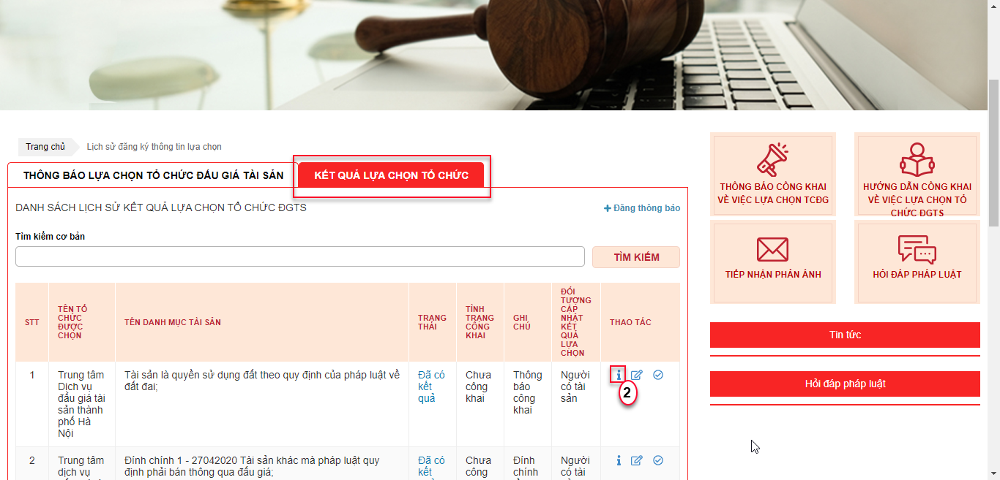 Trang chủ
Lịch sử đăng ký thông tin lựa chọn
THÔNG BÁO LỰA CHỌN TỔ CHỨC ĐẤU GIÁ TÀI SẢN
KẾT QUẢ LỰA CHỌN TỔ CHỨC
DANH SÁCH LỊCH SỬ KẾT QUẢ LỰA CHỌN TỔ CHỨC ĐGTS
Đăng thông báo
Tìm kiếm cơ bản
TÌM KIẾM
STT
TÊN TỔ
CHỨC
ĐƯỢC
CHỌN
TÊN DANH MỤC TÀI SẢN
TRẠNG
THÁI
TÌNH
TRẠNG
CÔNG
KHAI
GHI
CHÚ
ĐỐI
TƯỢNG
CẬP
NHẬT
KẾT
QUẢ
LỰA
CHỌN
THAO TÁC
1
Trung tâm
Dịch vụ
đấu giá tài
sản thành
phố Hà
Nội
Tài sản là quyền sử dụng đất theo quy định của pháp luật về
đất đai;
Đã có
kết
quả
Chưa
công
khai
Thông
báo
công
khai
Người
có tài
sản
2
2
Trung tâm
dịch vụ
Đính chính 1 - 27042020 Tài sản khác mà pháp luật quy
định phải bán thông qua đấu giá;
Đã có
kết
Chưa
công
Đính
chính
Người
có tài
THÔNG BÁO CÔNG KHAI
VỀ VIỆC LỰA CHỌN TCĐG
HƯỚNG DẪN CÔNG KHAI
VỀ VIỆC LỰA CHỌN TỔ
CHỨC ĐGTS
TIẾP NHẬN PHẢN ÁNH
HỎI ĐÁP PHÁP LUẬT
Tin tức
Hỏi đáp pháp luật